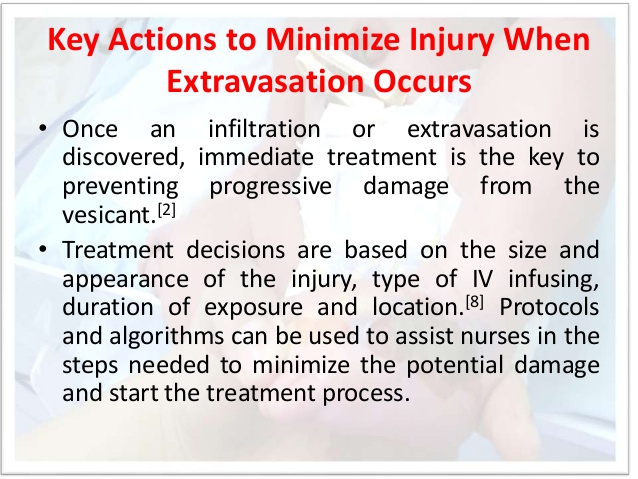 Key Actions to Minimize Injury When
Extravasation Occurs
• Once an infiltration or extravasation is
discovered, immediate treatment is the key to
preventing progressive damage from the
vesicant.[2]
• Treatment decisions are based on the size and
appearance of the injury, type of IV infusing,
duration of exposure and location.[8] Protocols
and algorithms can be used to assist nurses in the
steps needed to minimize the potential damage
and start the treatment process.